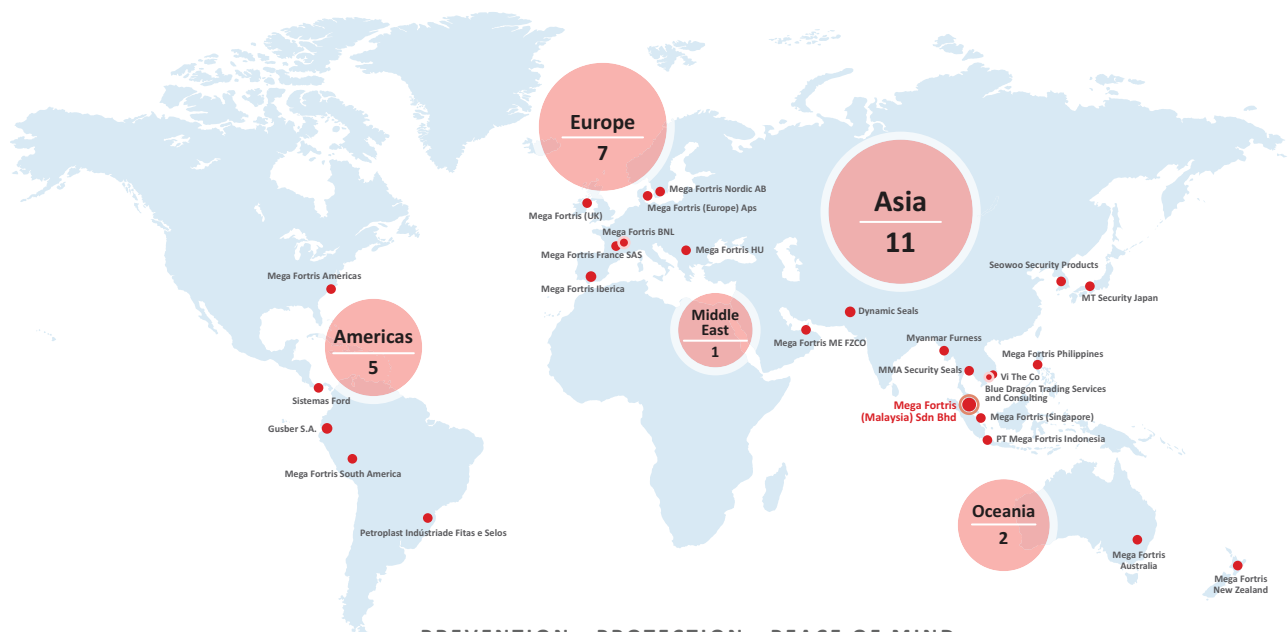 Europe
7
Mega Fortris Nordic AB
Mega Fortris (Europe) Aps
Mega Fortris (UK)
Mega Fortris BNL
Mega Fortris France SAS
Mega Fortris HU
Mega Fortris Iberica
Asia
11
Seowoo Security Products
MT Security Japan
Mega Fortris Americas
Americas
5
Middle
East
1
Dynamic Seals
Mega Fortris ME FZCO
Myanmar Furness
Mega Fortris Philippines
MMA Security Seals
Vi The Co
Blue Dragon Trading Services
and Consulting
Mega Fortris
(Malaysia) Sdn Bhd
Mega Fortris (Singapore)
PT Mega Fortris Indonesia
Sistemas Ford
Gusber S.A.
Mega Fortris South America
Petroplast Indústriade Fitas e Selos
Oceania
2
Mega Fortris
Australia
Mega Fortris
New Zealand
PREVENTION PROTECTION PEACE OF MIND